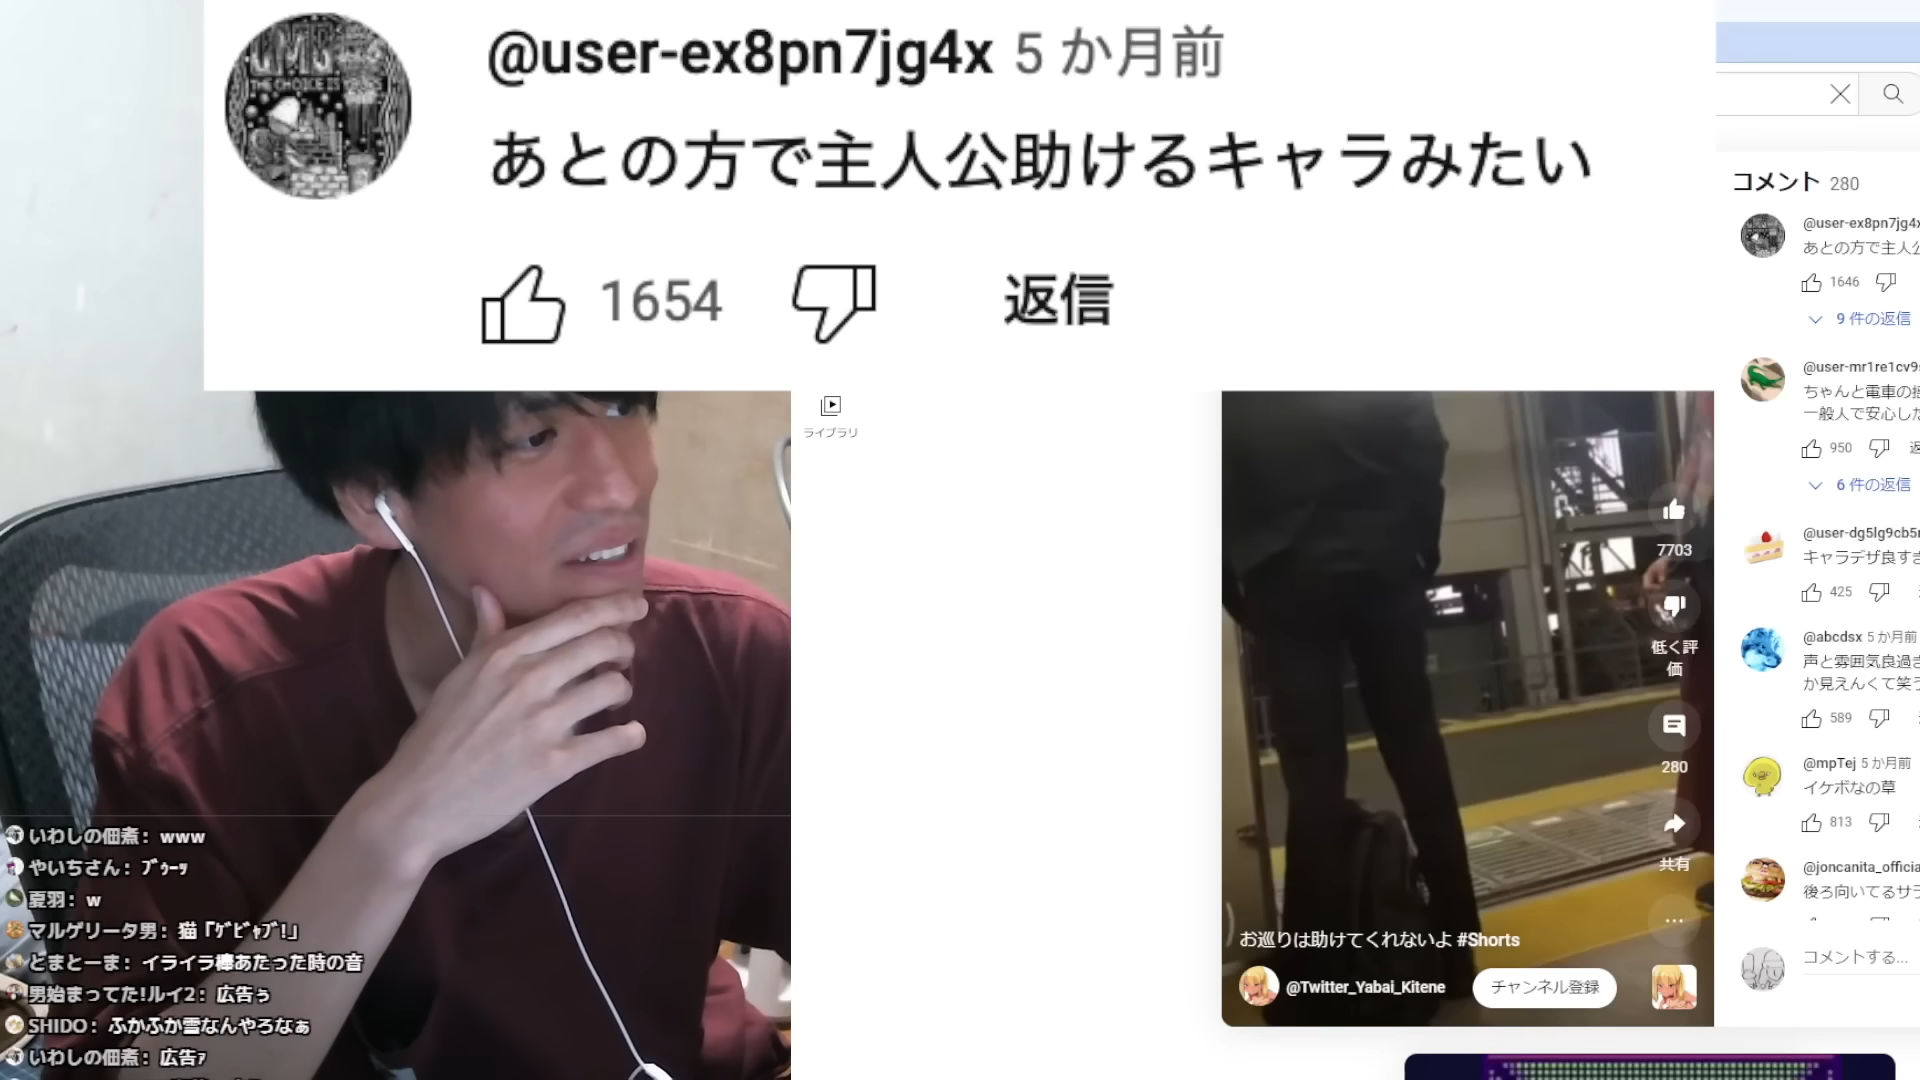 @user-ex8pn7jg4x 5 か月前
あとの方で主人公助けるキャラみたい
1654 返信
ライブラリ
いわしの佃煮: www
やいちさん: ﾌﾞｩｰｯ
夏羽: w
マルゲリータ男: 猫「ｹﾞﾋﾞｬﾌﾞ!」
とまとーま: イライラ棒あたった時の音
男始まってた!ルイ2: 広告ぅ
SHIDO: ふかふか雲なんやろなぁ
いわしの佃煮: 広告ｧ
7703
低く評
価
280
共有
お巡りは助けてくれないよ #Shorts
@Twitter_Yabai_Kitene チャンネル登録
コメント 280
@user-ex8pn7jg4x
あとの方で主人公
1646
9 件の返信
@user-mr1re1cv9
ちゃんと電車の
一般人で安心した
950
6 件の返信
@user-dg5lg9cb5
キャラデザ良す
425
@abcdsx 5 か月前
声と雰囲気良過
か見えんくて笑
589
@mpTej 5 か月前
イケボなの草
813
@joncanita_officia
後ろ向いてるサラ
コメントする...